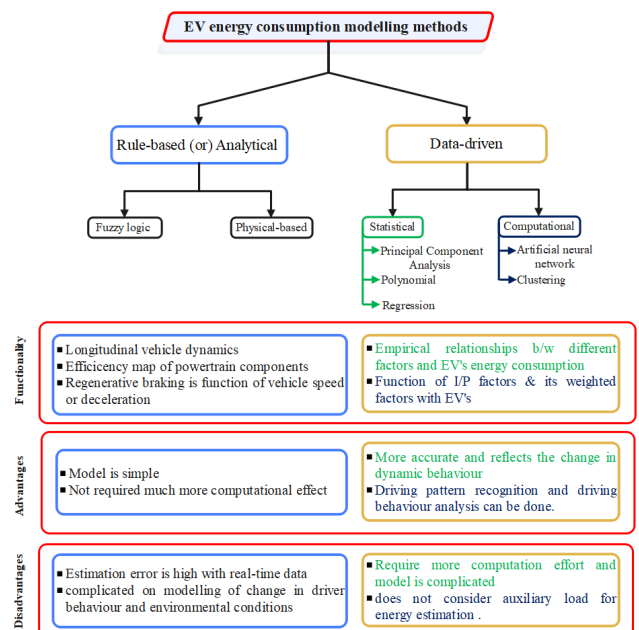 EV energy consumption modelling methods
Rule-based (or) Analytical
Data-driven
Fuzzy logic
Physical-based
Statistical
Computational
Principal Component
Analysis
Polynomial
Regression
Artificial neural
network
Clustering
Functionality
Longitudinal vehicle dynamics
Efficicency map of powertrain components
Regenerative braking is function of vehicle speed
or deceleration
Empirical relationships b/w different
factors and EV's energy consumption
Function of I/P factors & its weighted
factors with EV's
Advantages
Model is simple
Not required much more computational effect
More accurate and reflects the change in
dynamic behaviour
Driving pattern recognition and driving
behaviour analysis can be done.
Disadvantages
Estimation error is high with real-time data
complicated on modelling of change in driver
behaviour and environmental conditions
Require more computation effort and
model is complicated
does not consider auxiliary load for
energy estimation .